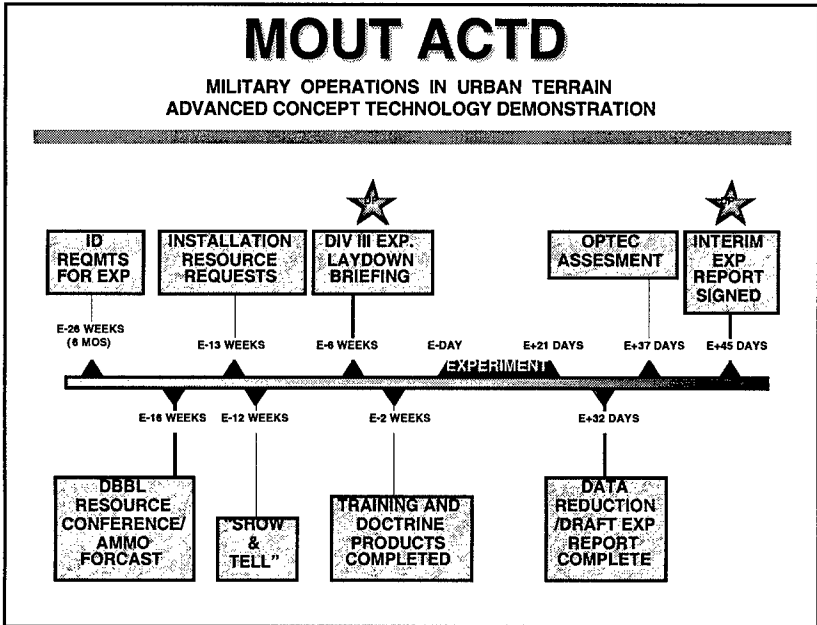 MOUT ACTD
MILITARY OPERATIONS IN URBAN TERRAIN
ADVANCED CONCEPT TECHNOLOGY DEMONSTRATION
ID
REQMTS
FOR EXP
INSTALLATION
RESOURCE
REQUESTS
DIV III EXP.
LAYDOWN
BRIEFING
OPTEC
ASSESMENT
INTERIM
EXP
REPORT
SIGNED
E-26 WEEKS
(6 MOS)
E-13 WEEKS
E-6 WEEKS
E-DAY
E+21 DAYS
E+37 DAYS
E+45 DAYS
EXPERIMENT
E-16 WEEKS
E-12 WEEKS
E-2 WEEKS
E+32 DAYS
DBBL
RESOURCE
CONFERENCE/
AMMO
FORCAST
"SHOW
&
TELL"
TRAINING AND
DOCTRINE
PRODUCTS
COMPLETED
DATA
REDUCTION
/DRAFT EXP
REPORT
COMPLETE